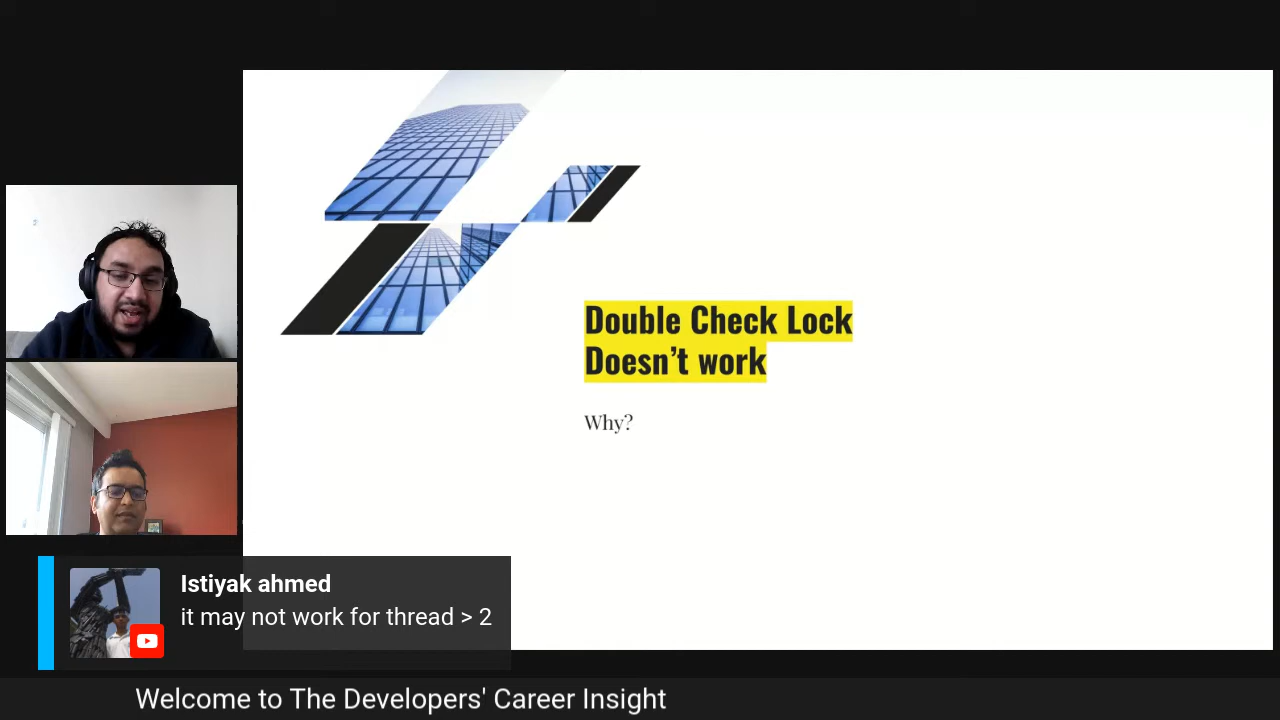 Double Check Lock
Doesn’t work
Why?
Istiyak ahmed
it may not work for thread > 2
Welcome to The Developers' Career Insight